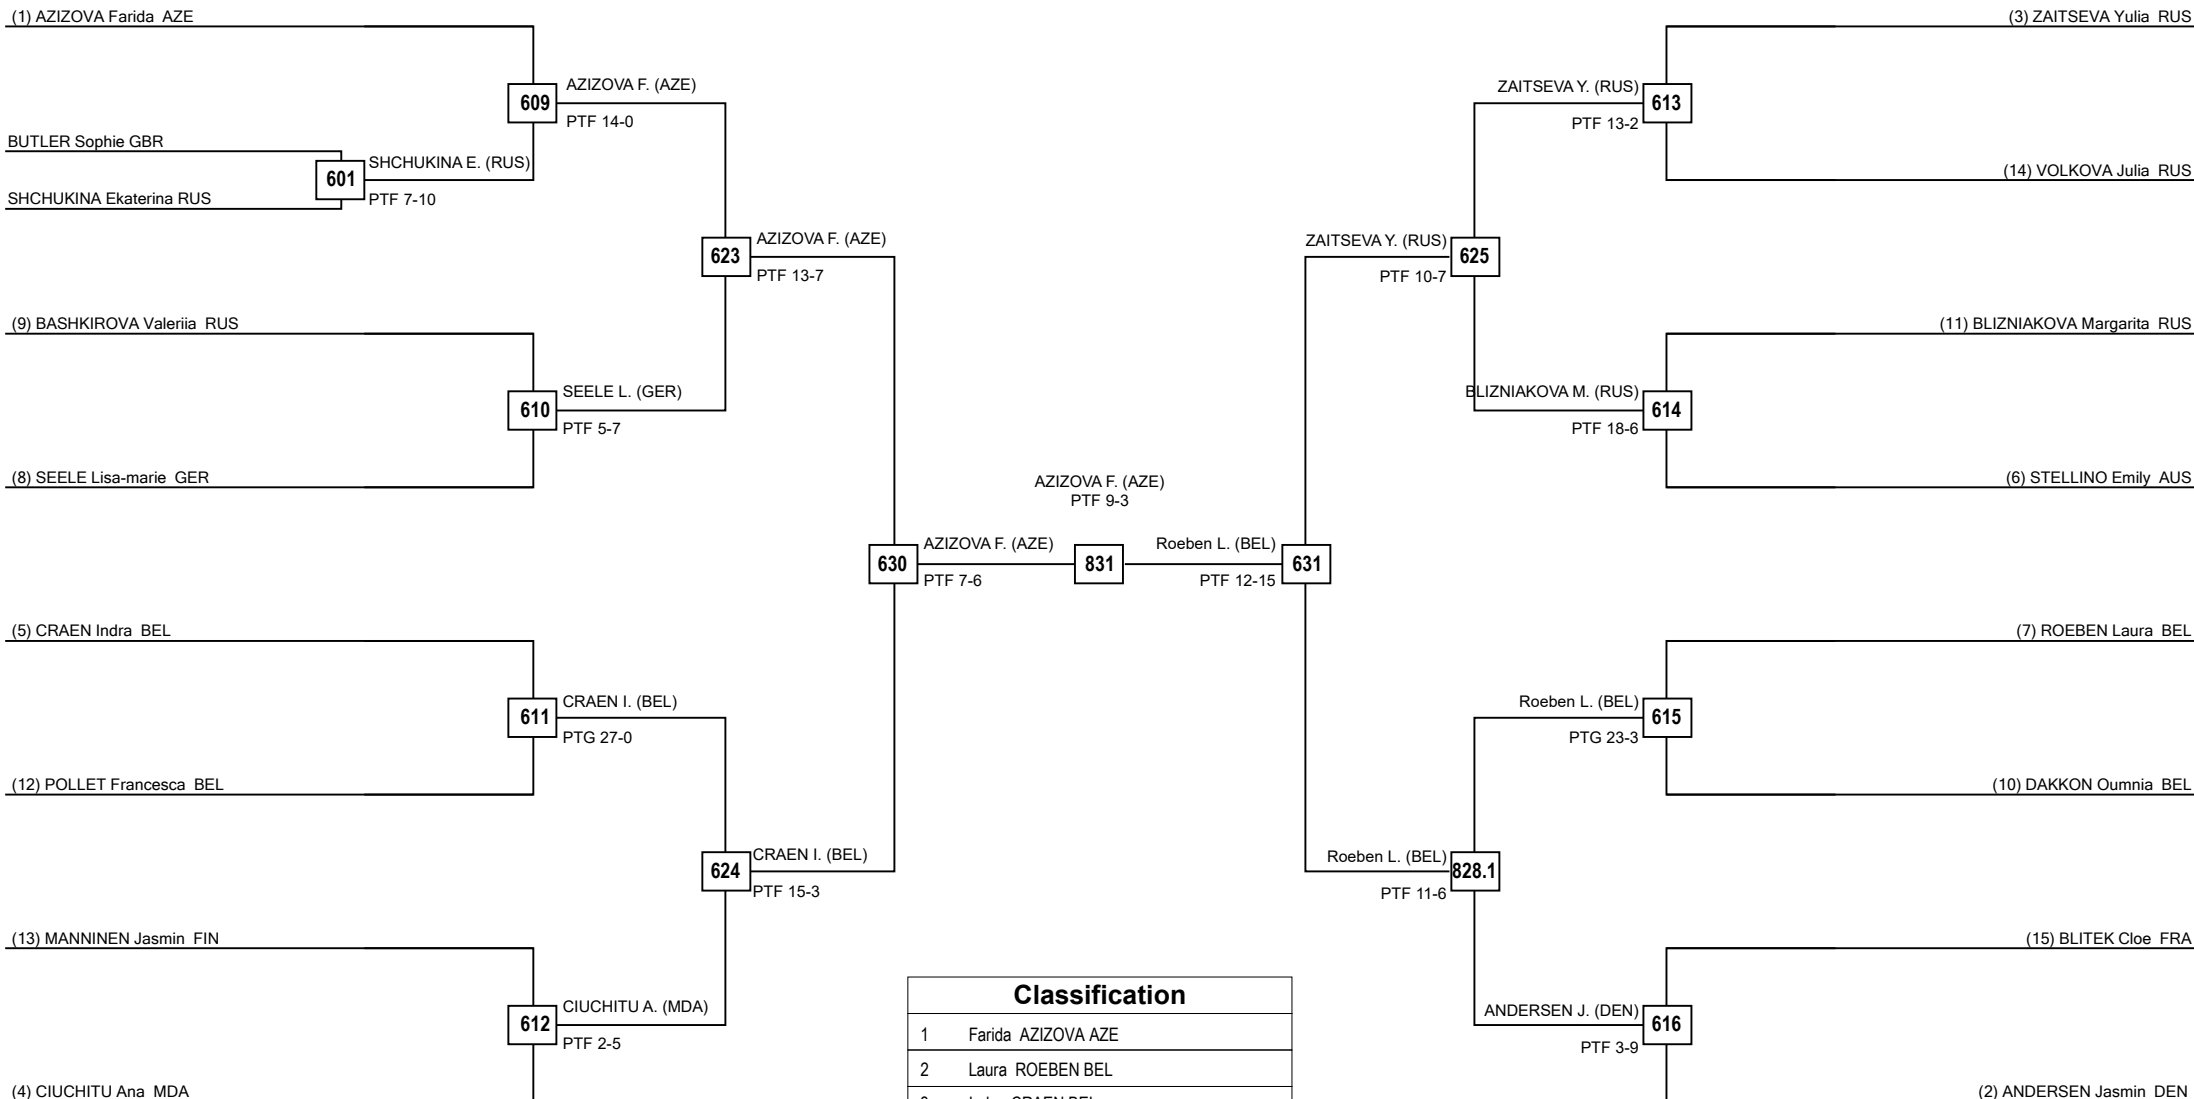 (1) AZIZOVA Farida  AZE
(3) ZAITSEVA Yulia  RUS
AZIZOVA F. (AZE)
609
PTF 14-0
ZAITSEVA Y. (RUS)
613
PTF 13-2
BUTLER Sophie GBR
SHCHUKINA E. (RUS)
601
PTF 7-10
SHCHUKINA Ekaterina RUS
(14) VOLKOVA Julia  RUS
AZIZOVA F. (AZE)
623
PTF 13-7
ZAITSEVA Y. (RUS)
625
PTF 10-7
(9) BASHKIROVA Valeriia  RUS
(11) BLIZNIAKOVA Margarita  RUS
SEELE L. (GER)
610
PTF 5-7
BLIZNIAKOVA M. (RUS)
614
PTF 18-6
(8) SEELE Lisa-marie  GER
(6) STELLINO Emily  AUS
AZIZOVA F. (AZE)
PTF 9-3
630
AZIZOVA F. (AZE)
PTF 7-6
831
Roeben L. (BEL)
PTF 12-15
631
(5) CRAEN Indra  BEL
(7) ROEBEN Laura  BEL
CRAEN I. (BEL)
611
PTG 27-0
Roeben L. (BEL)
615
PTG 23-3
(12) POLLET Francesca  BEL
(10) DAKKON Oumnia  BEL
CRAEN I. (BEL)
624
PTF 15-3
Roeben L. (BEL)
828.1
PTF 11-6
(13) MANNINEN Jasmin  FIN
(15) BLITEK Cloe  FRA
CIUCHITU A. (MDA)
612
PTF 2-5
ANDERSEN J. (DEN)
616
PTF 3-9
(4) CIUCHITU Ana  MDA
(2) ANDERSEN Jasmin  DEN
Classification
1 Farida  AZIZOVA AZE
2 Laura  ROEBEN BEL